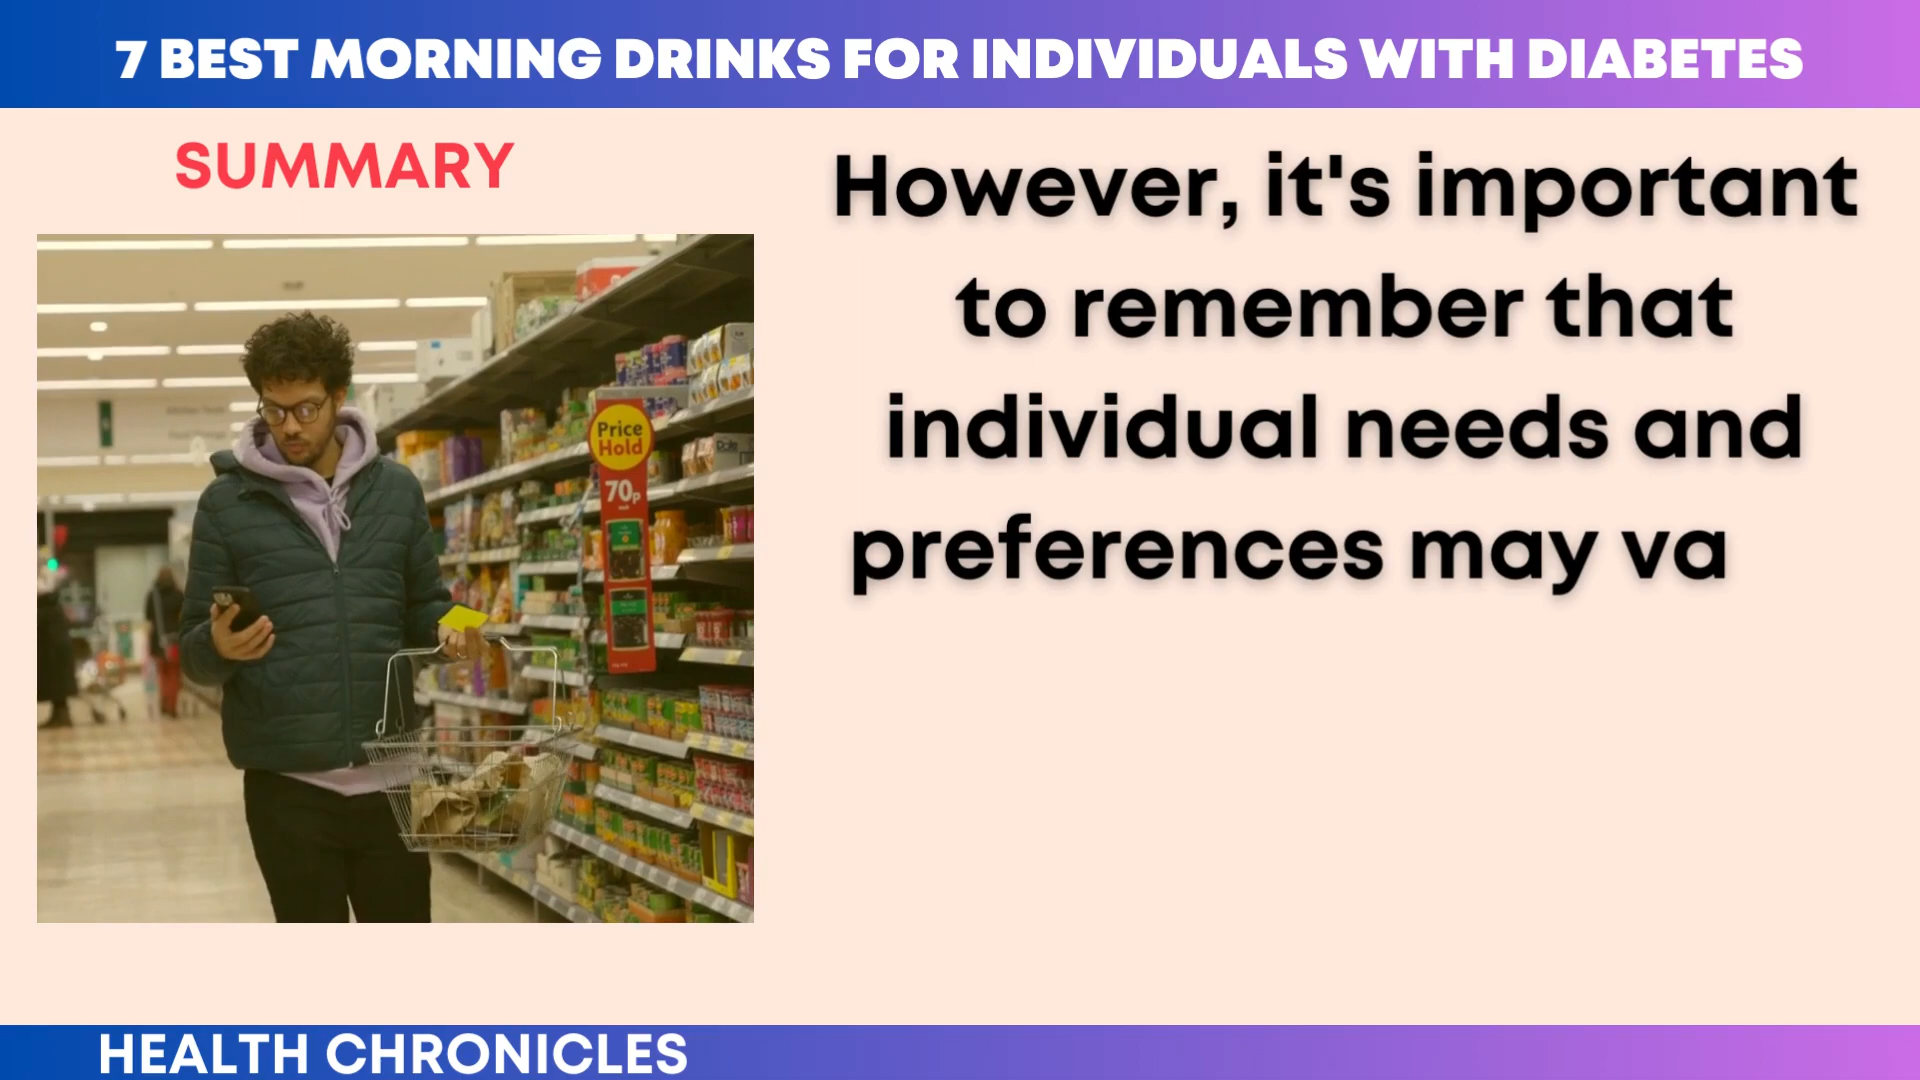 7 BEST MORNING DRINKS FOR INDIVIDUALS WITH DIABETES
SUMMARY
However, it's important
to remember that
individual needs and
preferences may va
Price
Hold
70p
Dole
HEALTH CHRONICLES